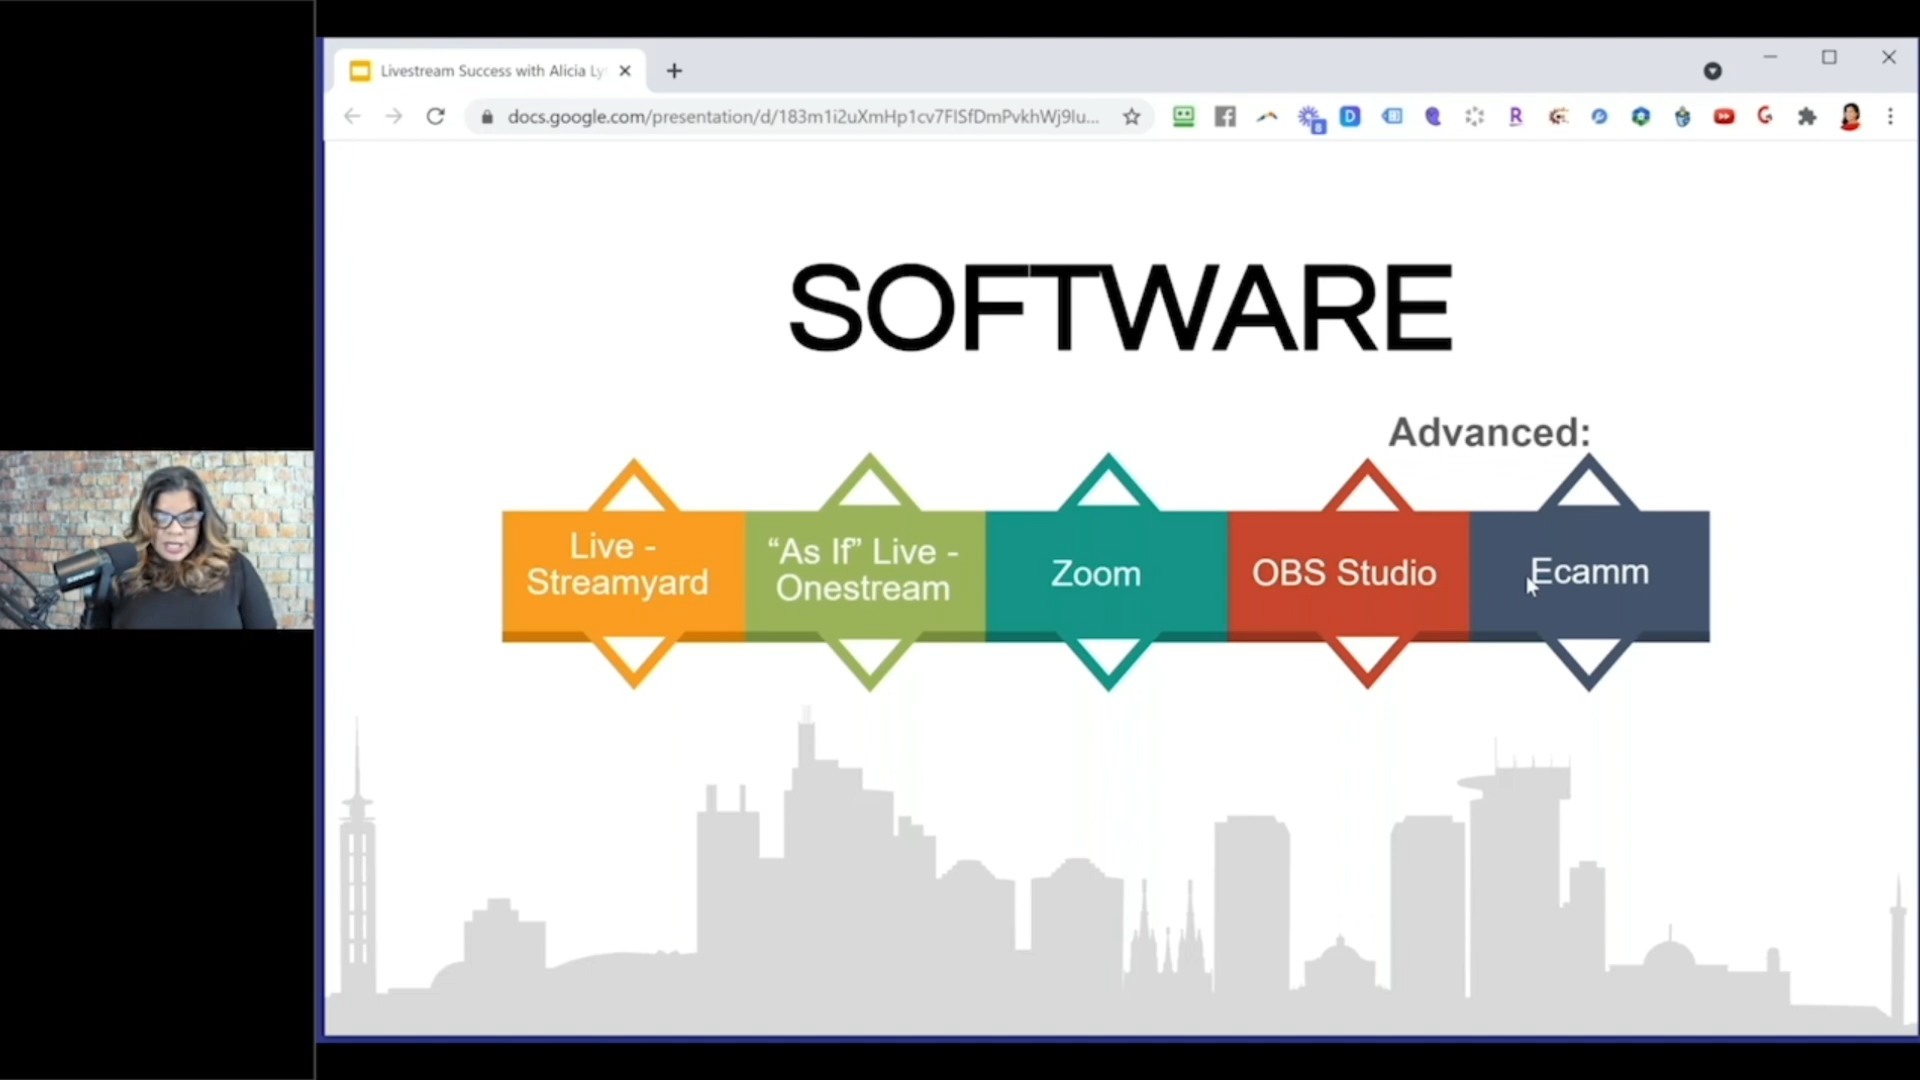 Livestream Success with Alicia Ly
docs.google.com/presentation/d/183m1i2uXmHp1cv7FISfDmPvkhWj9lu...
SOFTWARE
Advanced:
Live -
Streamyard
“As If” Live -
Onestream
Zoom
OBS Studio
Ecamm